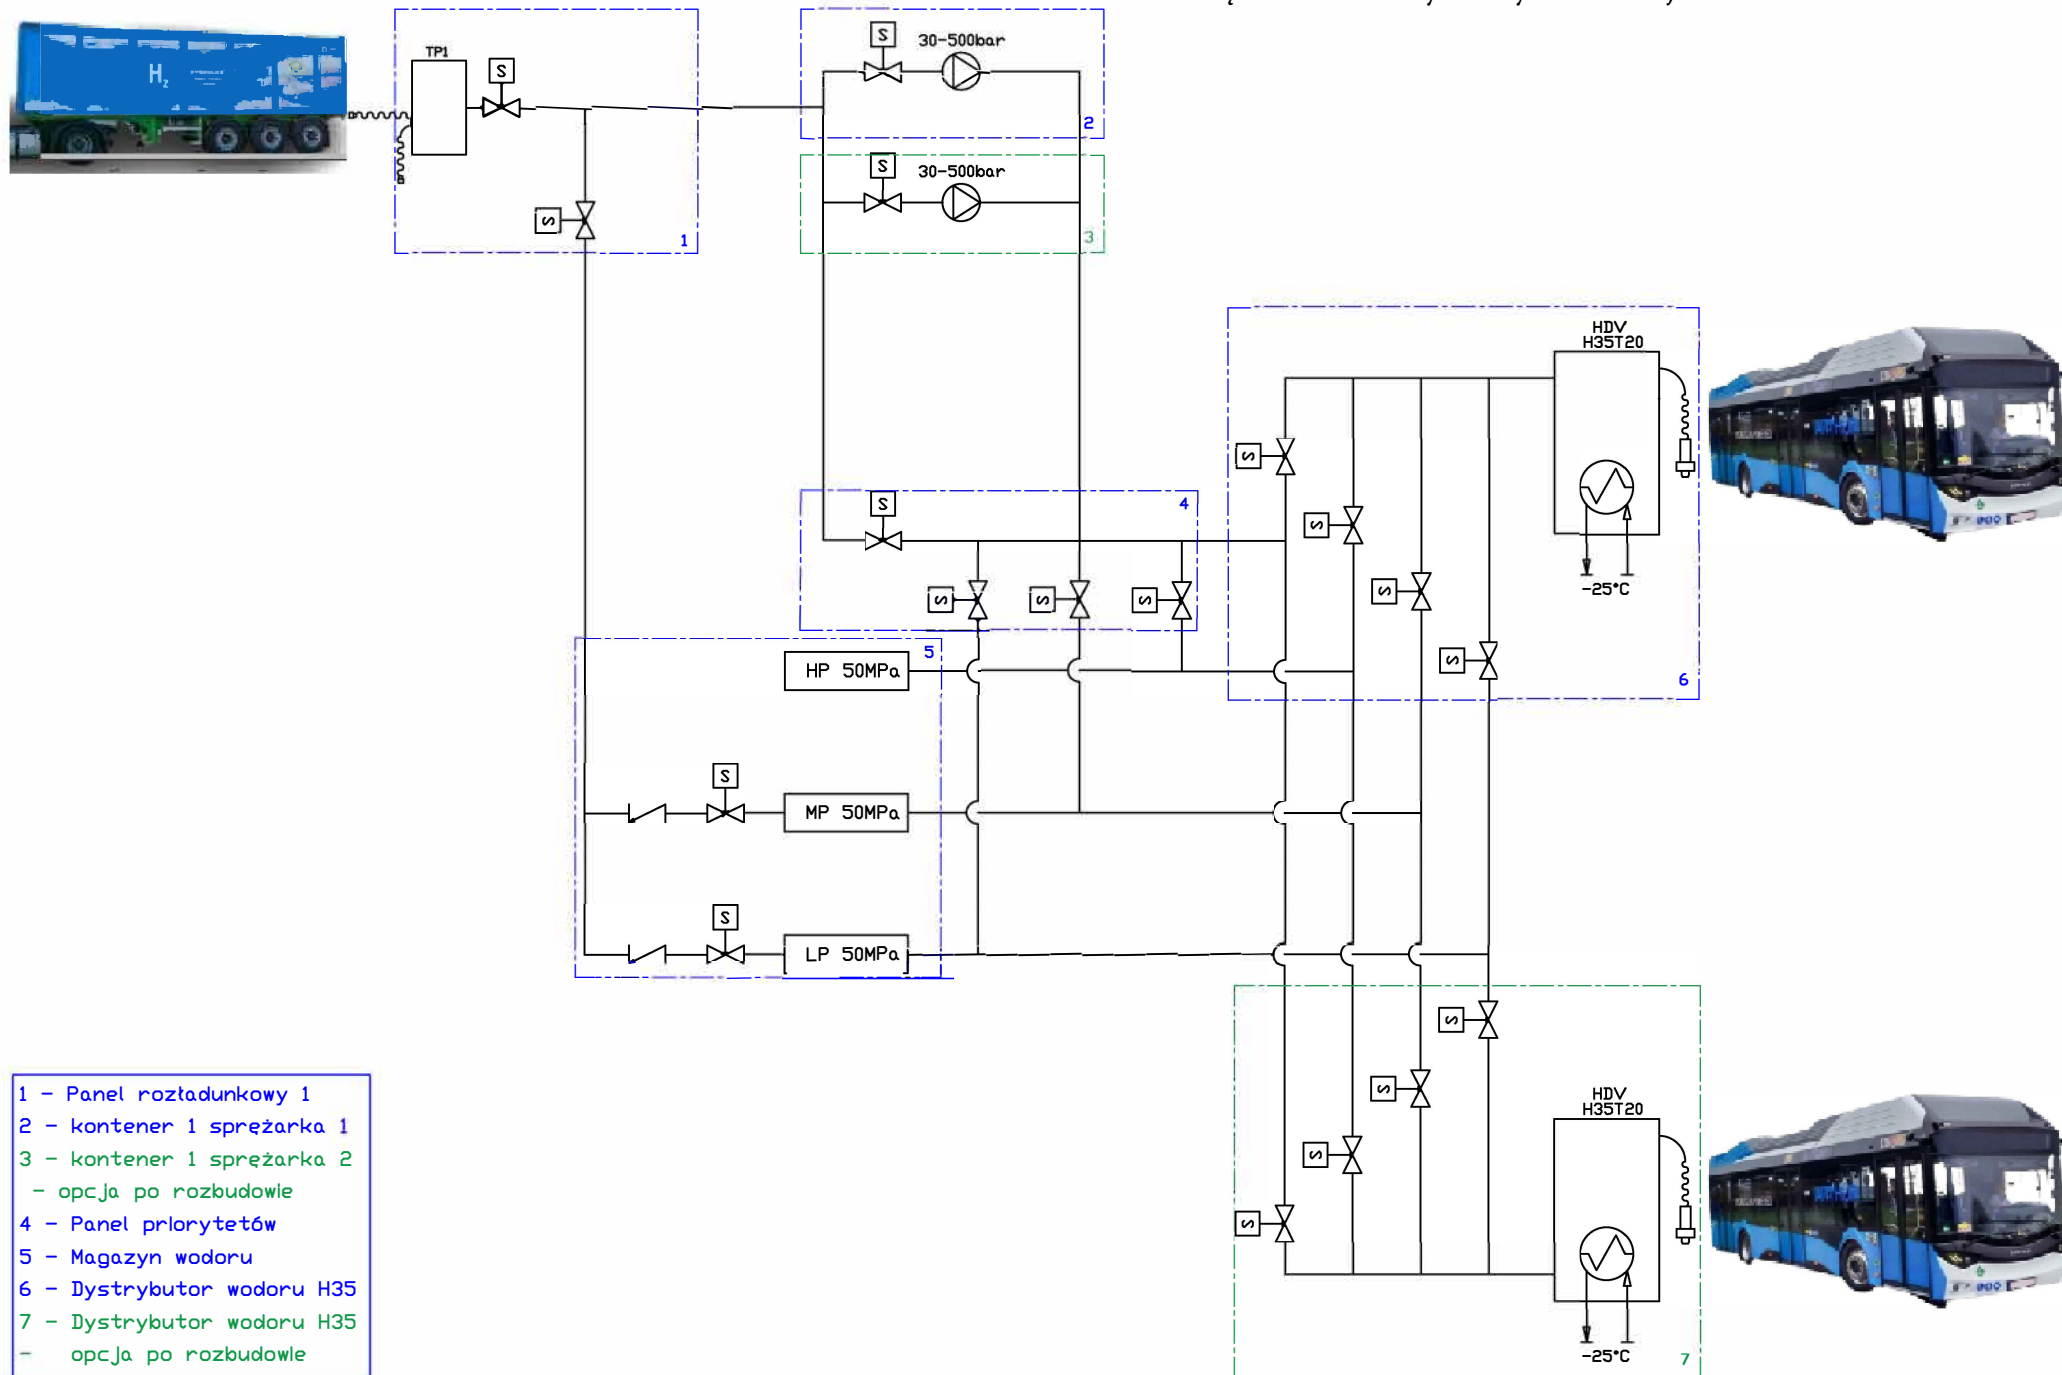 H2
TP1
S
S
1
S
30-500bar
2
S
30-500bar
3
HDV
H35T20
-25°C
S
S
S
S
6
S
4
S
S
S
5
HP 50MPa
S
MP 50MPa
S
LP 50MPa
HDV
H35T20
-25°C
S
S
S
S
7
1 - Panel rozładunkowy 1
2 - kontener 1 sprężarka 1
3 - kontener 1 sprężarka 2
- opcja po rozbudowie
4 - Panel priorytetów
5 - Magazyn wodoru
6 - Dystrybutor wodoru H35
7 - Dystrybutor wodoru H35
- opcja po rozbudowie